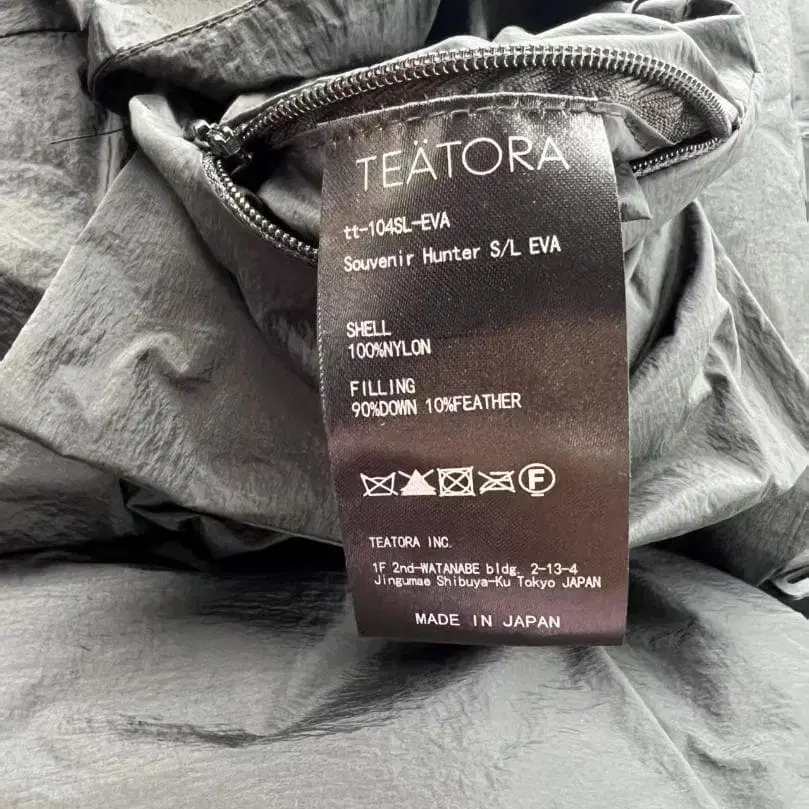 TEÄTORA
tt-104SL-EVA
Souvenir Hunter S/L EVA
SHELL
100%NYLON
FILLING
90%DOWN 10%FEATHER
F
TEATORA INC.
1F 2nd-WATANABE bldg. 2-13-4
Jingumae Shibuya-Ku Tokyo JAPAN
MADE IN JAPAN